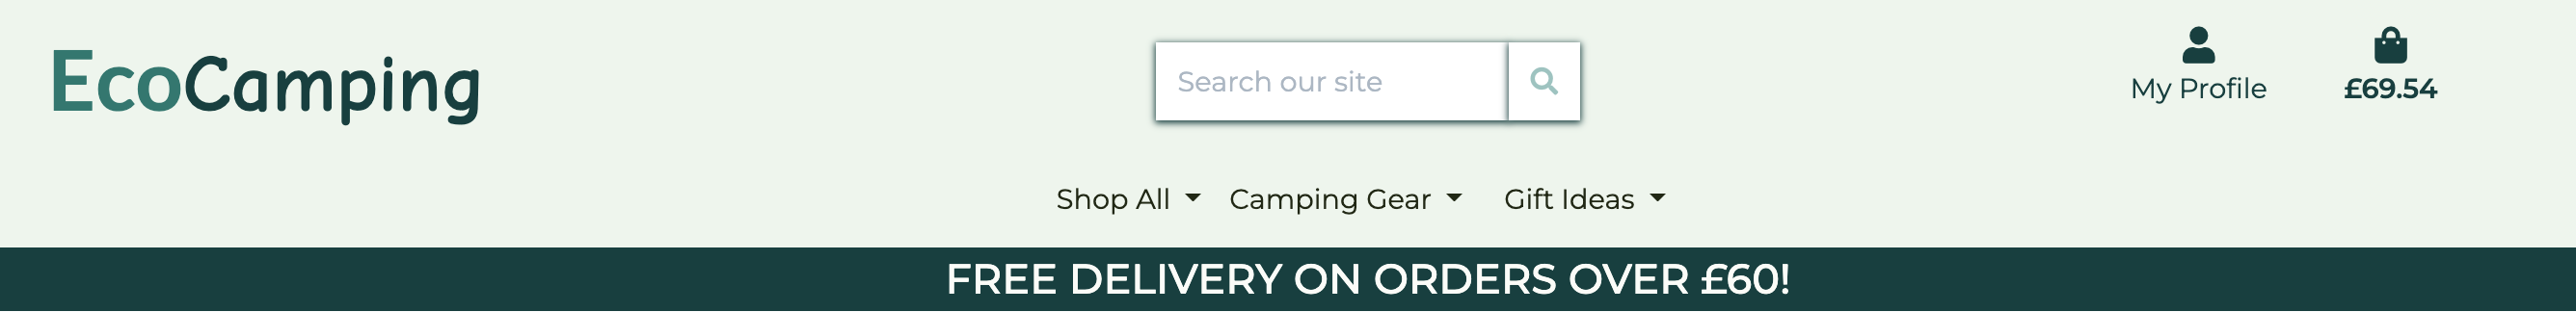 EcoCamping
Search our site
My Profile
£69.54
Shop All
Camping Gear
Gift Ideas
FREE DELIVERY ON ORDERS OVER £60!